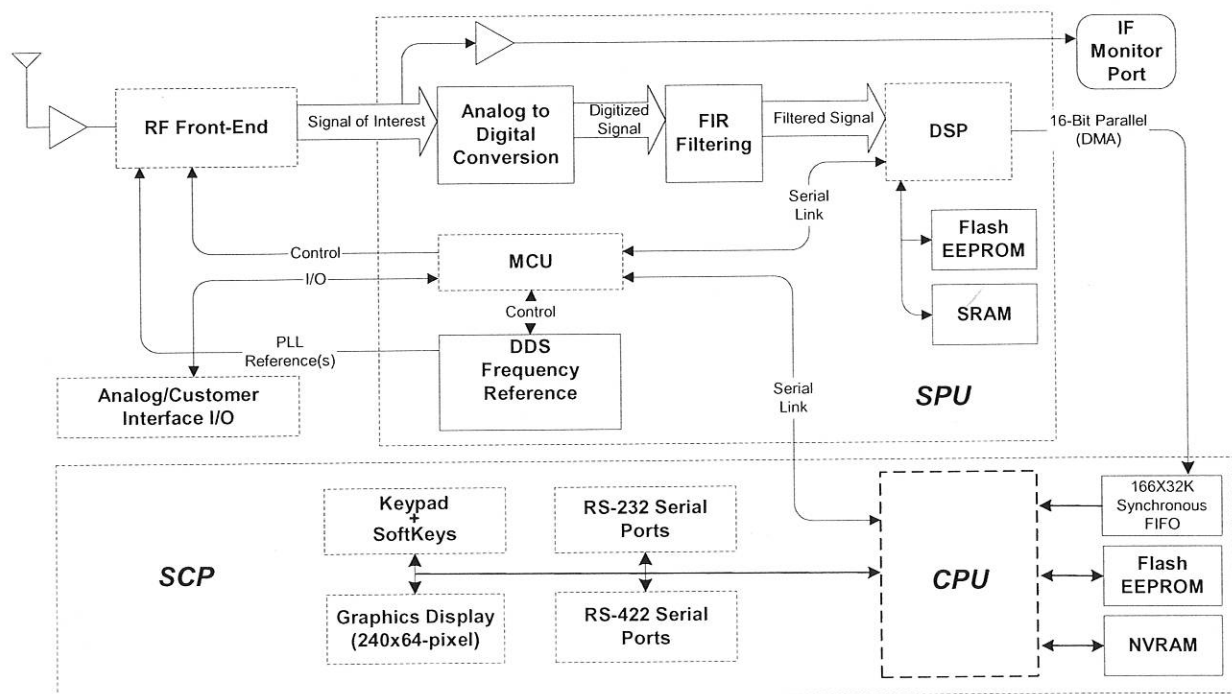 IF
Monitor
Port
RF Front-End
Signal of Interest
Analog to
Digital
Conversion
Digitized
Signal
FIR
Filtering
Filtered Signal
DSP
16-Bit Parallel
(DMA)
Serial
Link
Flash
EEPROM
SRAM
Control
MCU
I/O
Control
PLL
Reference(s)
DDS
Frequency
Reference
Analog/Customer
Interface I/O
SPU
Serial
Link
SCP
Keypad
+
SoftKeys
RS-232 Serial
Ports
Graphics Display
(240x64-pixel)
RS-422 Serial
Ports
CPU
166X32K
Synchronous
FIFO
Flash
EEPROM
NVRAM